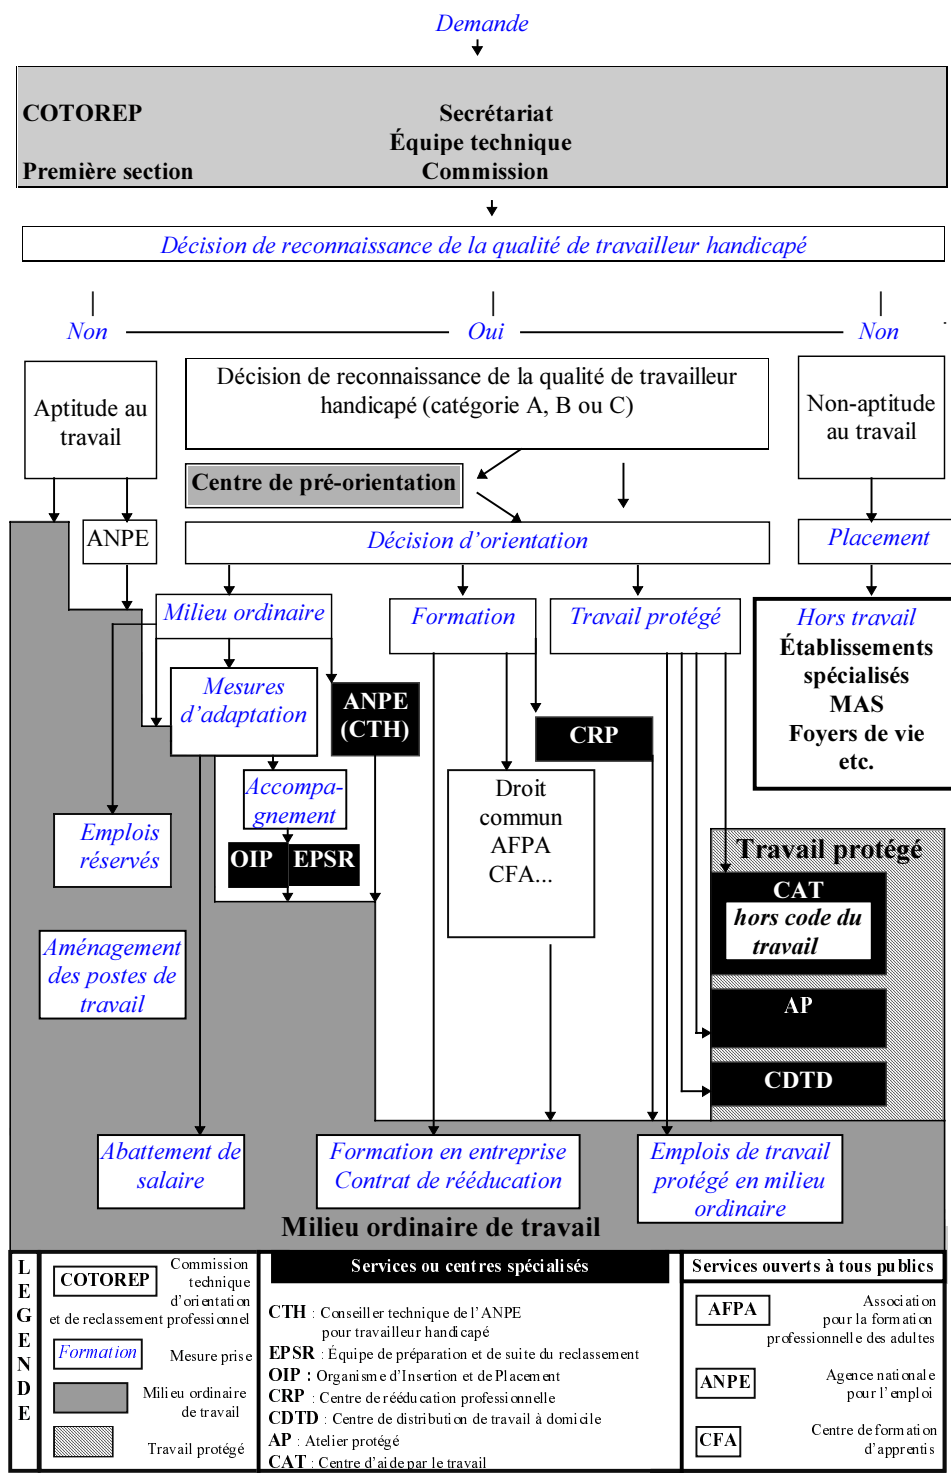 Demande
COTOREP
Secrétariat
Équipe technique
Première section
Commission
Décision de reconnaissance de la qualité de travailleur handicapé
Non
Oui
Non
Aptitude au
travail
Décision de reconnaissance de la qualité de travailleur
handicapé (catégorie A, B ou C)
Non-aptitude
au travail
Centre de pré-orientation
ANPE
Décision d'orientation
Placement
Milieu ordinaire
Formation
Travail protégé
Hors travail
Établissements
spécialisés
MAS
Foyers de vie
etc.
Mesures
d'adaptation
ANPE
(CTH)
CRP
Accompa-
gnement
Droit
commun
AFPA
CFA...
Emplois
réservés
OIP
EPSR
Travail protégé
CAT
hors code du
travail
Aménagement
des postes de
travail
AP
CDTD
Abattement de
salaire
Formation en entreprise
Contrat de rééducation
Emplois de travail
protégé en milieu
ordinaire
Milieu ordinaire de travail
LEGENDE
COTOREP
Commission
technique
d'orientation
et de reclassement professionnel
Formation
Mesure prise
Milieu ordinaire
de travail
Travail protégé
Services ou centres spécialisés
CTH : Conseiller technique de l'ANPE
pour travailleur handicapé
EPSR : Équipe de préparation et de suite du reclassement
OIP : Organisme d'Insertion et de Placement
CRP : Centre de rééducation professionnelle
CDTD : Centre de distribution de travail à domicile
AP : Atelier protégé
CAT : Centre d'aide par le travail
Services ouverts à tous publics
AFPA
Association
pour la formation
professionnelle des adultes
ANPE
Agence nationale
pour l'emploi
CFA
Centre de formation
d'apprentis